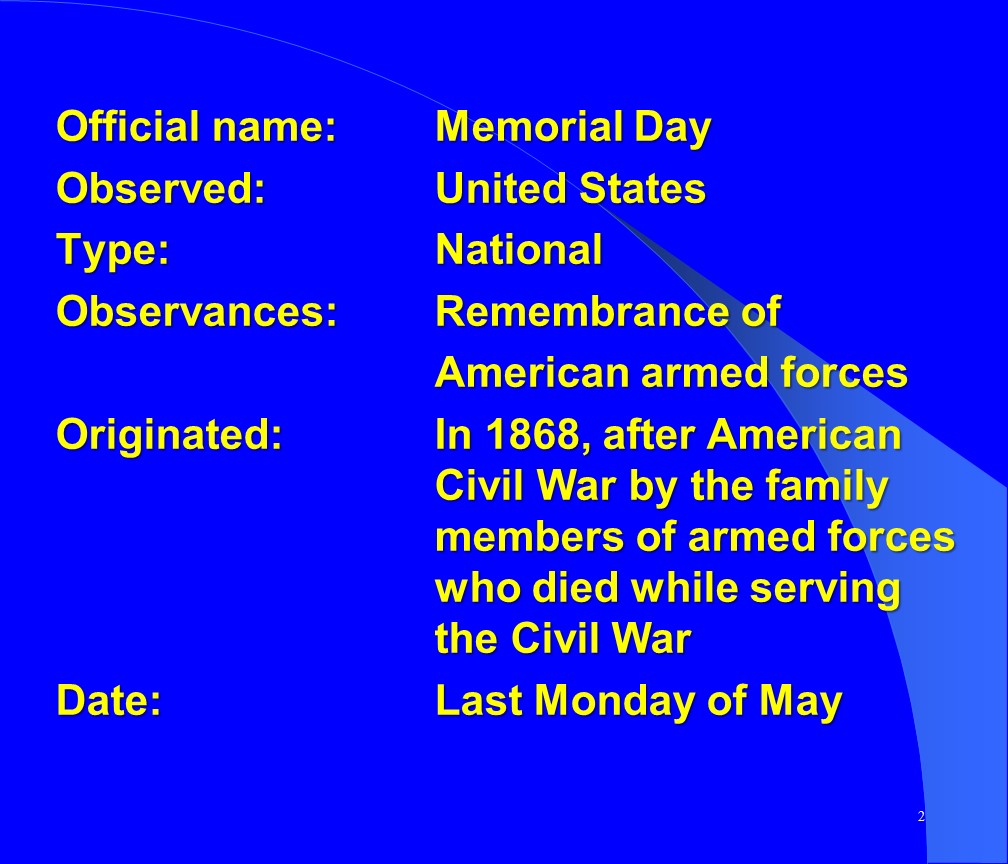 Official name: Memorial Day
Observed: United States
Type: National
Observances: Remembrance of
American armed forces
Originated: In 1868, after American
Civil War by the family
members of armed forces
who died while serving
the Civil War
Date: Last Monday of May
2